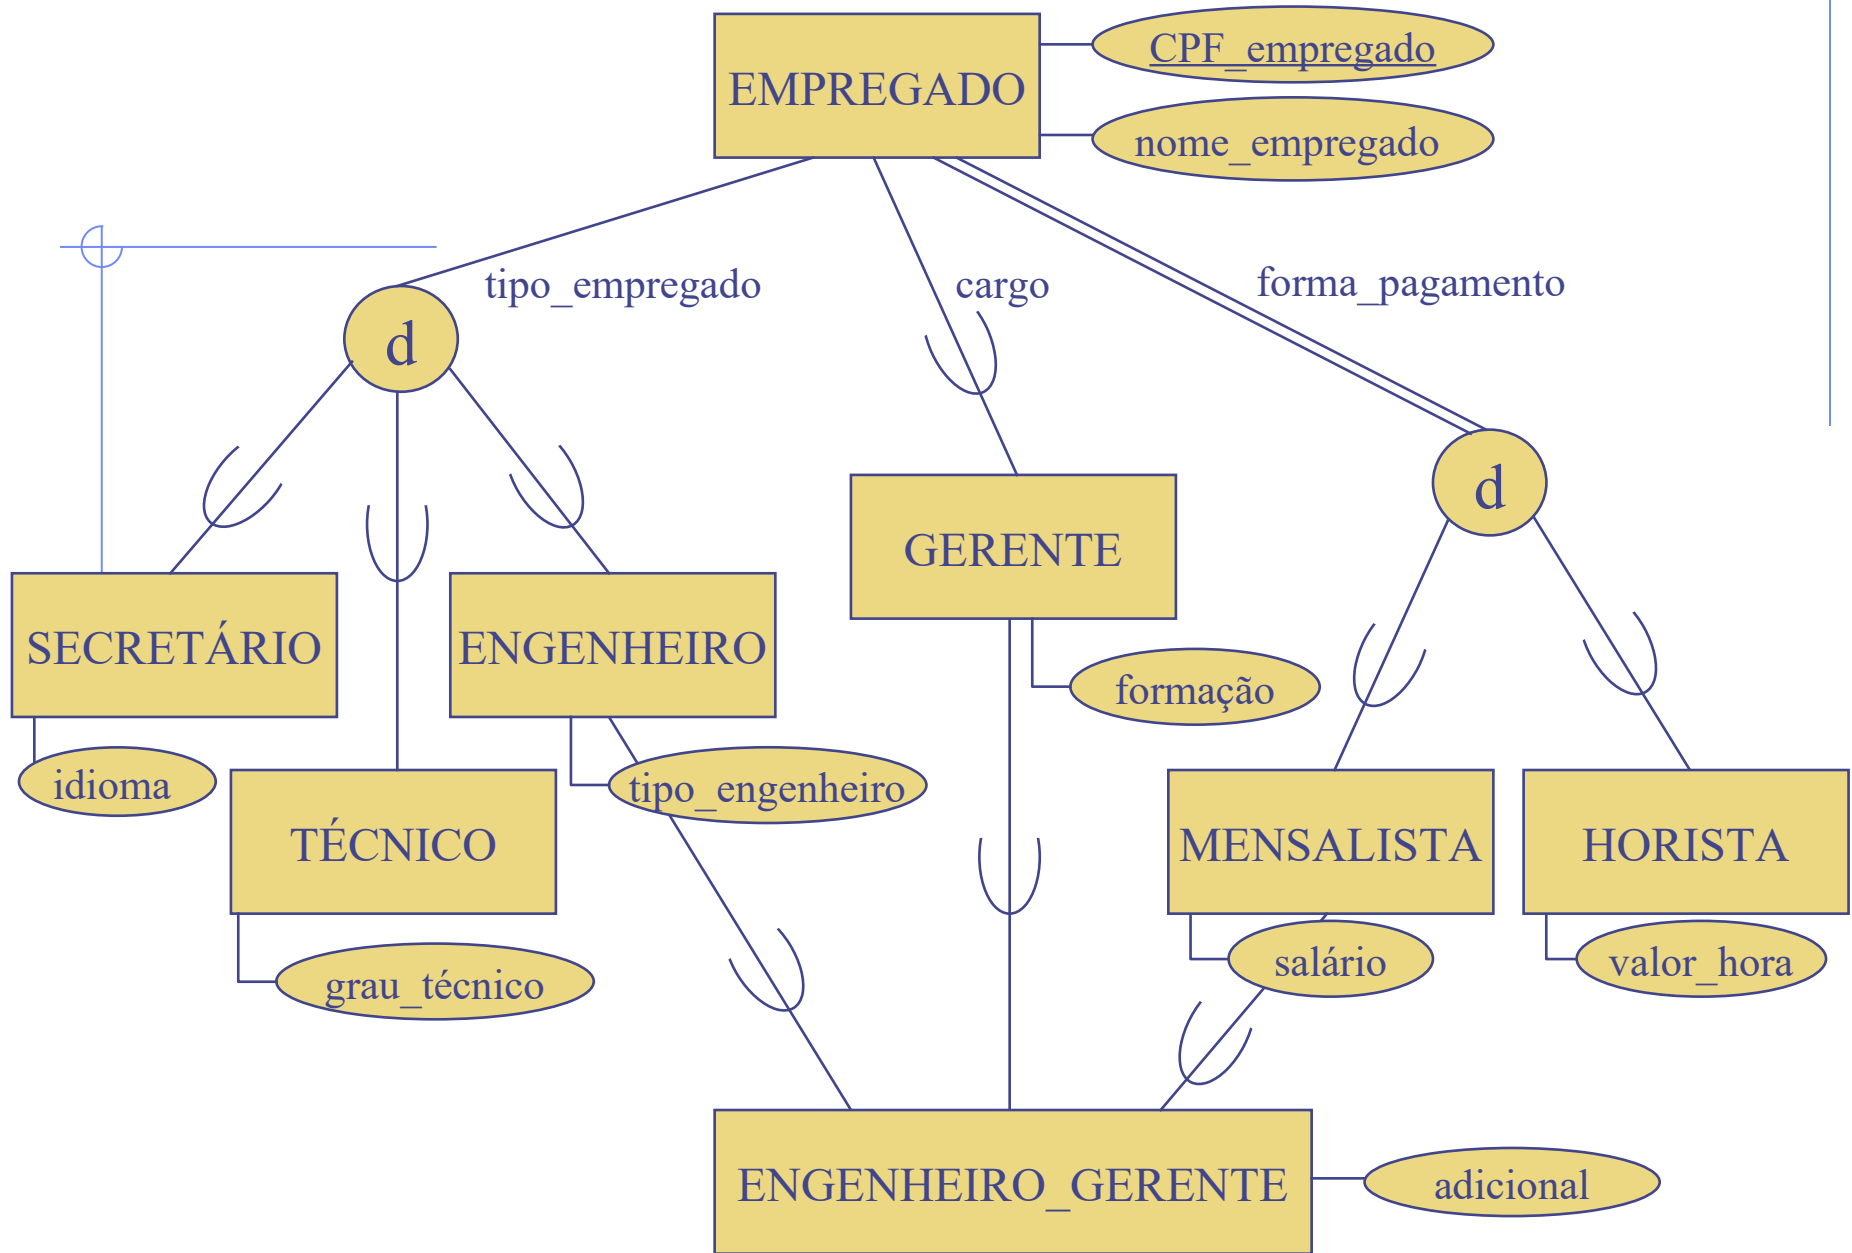 CPF_empregado
EMPREGADO
nome_empregado
tipo_empregado
cargo
forma_pagamento
d
d
GERENTE
SECRETÁRIO
ENGENHEIRO
formação
idioma
tipo_engenheiro
TÉCNICO
MENSALISTA
HORISTA
grau_técnico
salário
valor_hora
ENGENHEIRO_GERENTE
adicional